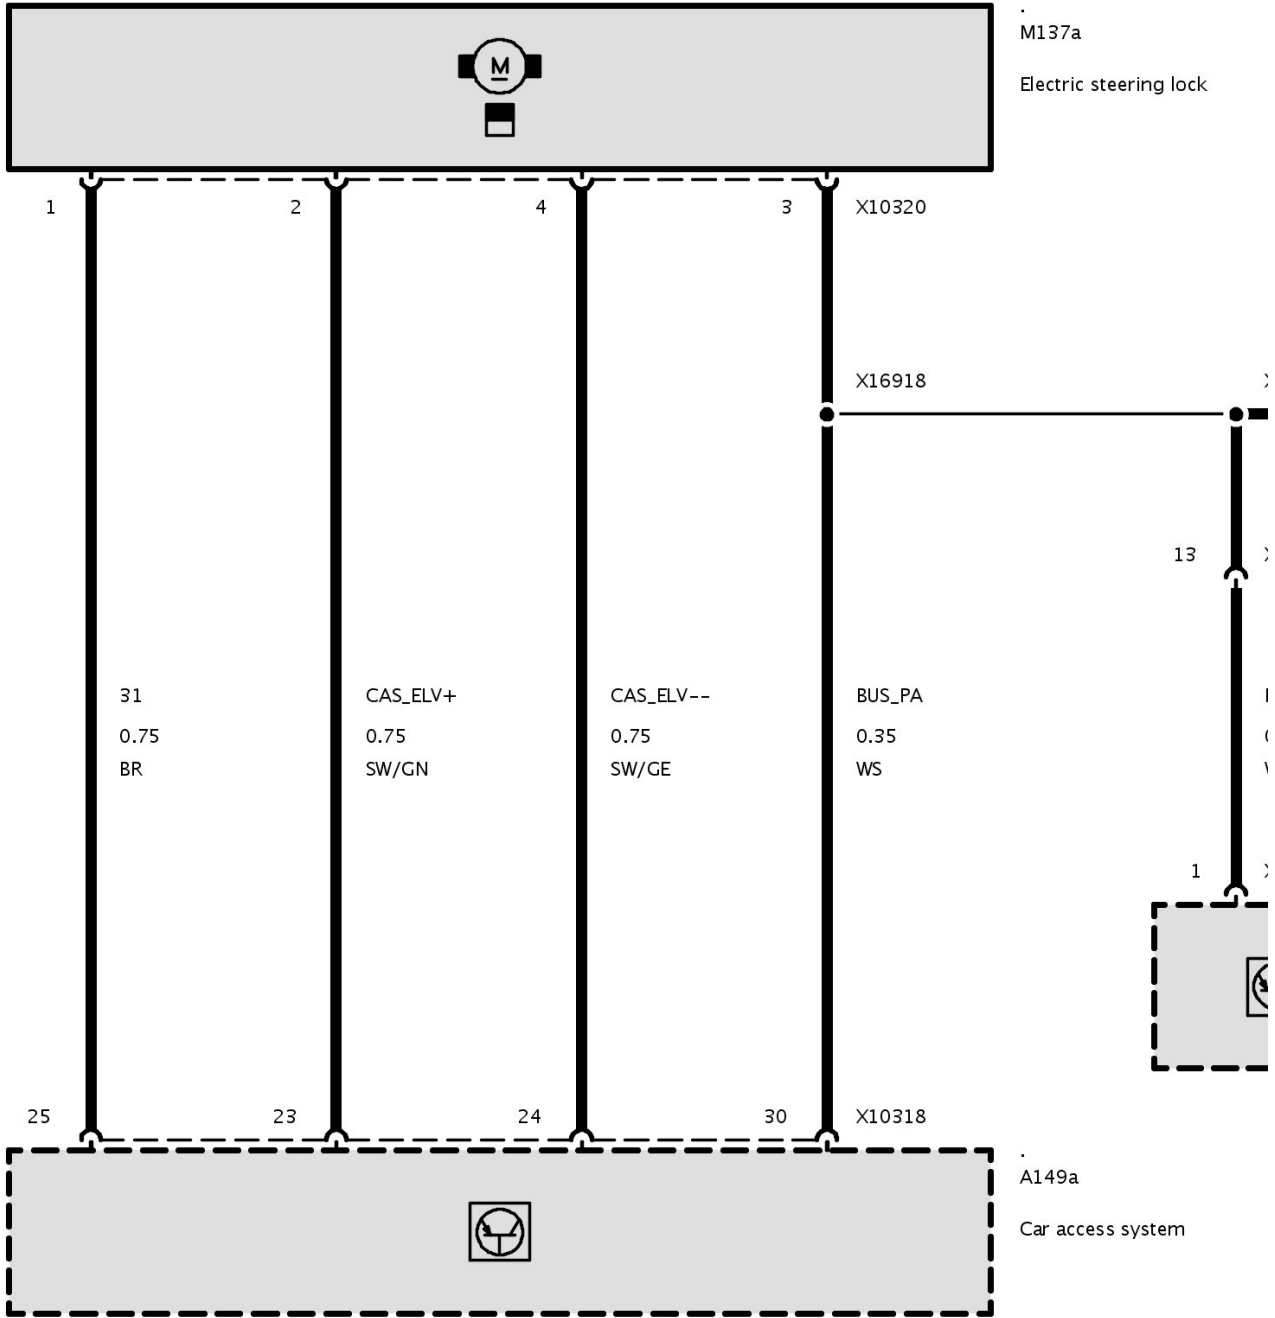 .
M137a
Electric steering lock
M
1
2
4
3
X10320
X16918
13
31
0.75
BR
CAS_ELV+
0.75
SW/GN
CAS_ELV--
0.75
SW/GE
BUS_PA
0.35
WS
1
25
23
24
30
X10318
.
A149a
Car access system